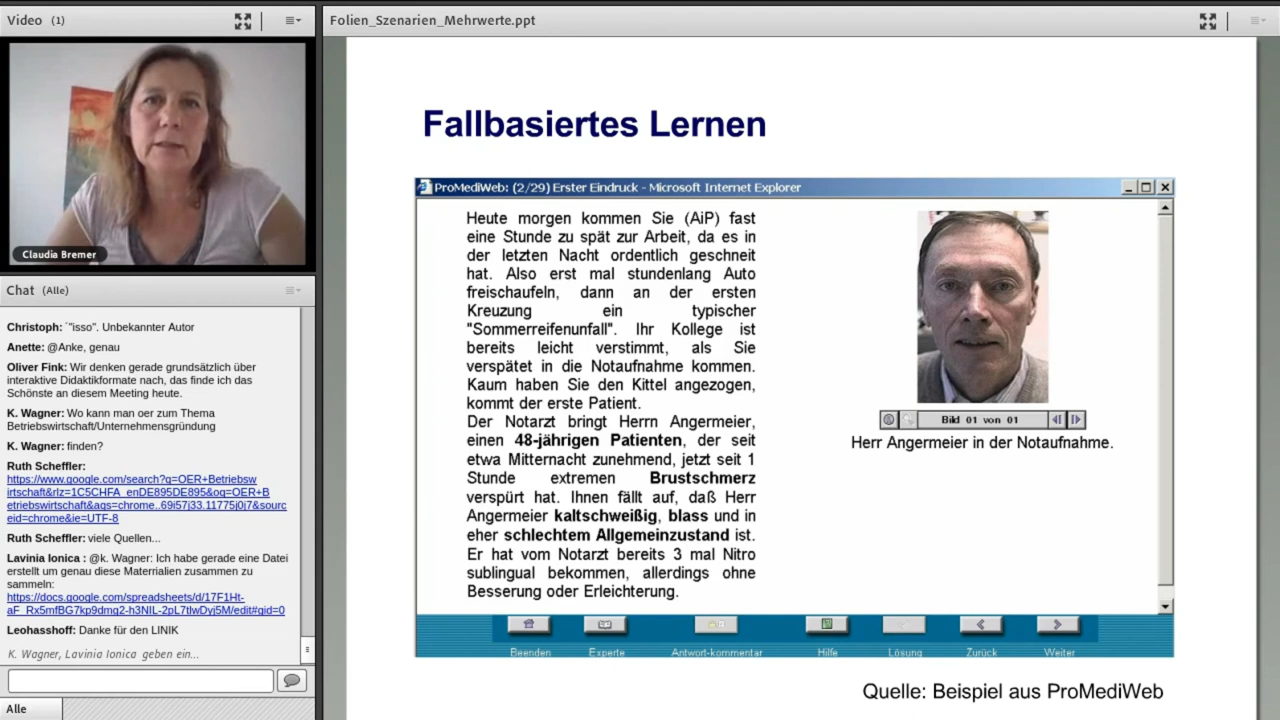 Video (1)
Claudia Bremer
Chat (Alle)
Christoph: ´"isso". Unbekannter Autor
Anette: @Anke, genau
Oliver Fink: Wir denken gerade grundsätzlich über
interaktive Didaktikformate nach, das finde ich das
Schönste an diesem Meeting heute.
K. Wagner: Wo kann man oer zum Thema
Betriebswirtschaft/Unternehmensgründung
K. Wagner: finden?
Ruth Scheffler:
https://www.google.com/search?q=OER+Betriebsw
irtschaft&rlz=1C5CHFA_enDE895DE895&oq=OER+B
etriebswirtschaft&aqs=chrome..69i57j33.11775j0j7&sourc
eid=chrome&ie=UTF-8
Ruth Scheffler: viele Quellen...
Lavinia Ionica : @k. Wagner: Ich habe gerade eine Datei
erstellt um genau diese Materrialien zusammen zu
sammeln:
https://docs.google.com/spreadsheets/d/17F1Ht-
aF_Rx5mfBG7kp9dmg2-h3NIL-2pL7tlwDyj5M/edit#gid=0
Leohasshoff: Danke für den LINIK
K. Wagner, Lavinia Ionica geben ein...
Alle
Folien_Szenarien_Mehrwerte.ppt
Fallbasiertes Lernen
ProMediWeb: (2/29) Erster Eindruck - Microsoft Internet Explorer
Heute morgen kommen Sie (AiP) fast
eine Stunde zu spät zur Arbeit, da es in
der letzten Nacht ordentlich geschneit
hat. Also erst mal stundenlang Auto
freischaufeln, dann an der ersten
Kreuzung ein typischer
"Sommerreifenunfall". Ihr Kollege ist
bereits leicht verstimmt, als Sie
verspätet in die Notaufnahme kommen.
Kaum haben Sie den Kittel angezogen,
kommt der erste Patient.
Der Notarzt bringt Herrn Angermeier,
einen 48-jährigen Patienten, der seit
etwa Mitternacht zunehmend, jetzt seit 1
Stunde extremen Brustschmerz
verspürt hat. Ihnen fällt auf, daß Herr
Angermeier kaltschweißig, blass und in
eher schlechtem Allgemeinzustand ist.
Er hat vom Notarzt bereits 3 mal Nitro
sublingual bekommen, allerdings ohne
Besserung oder Erleichterung.
Bild 01 von 01
Herr Angermeier in der Notaufnahme.
Beenden Experte Antwort-kommentar Hilfe Lösung Zurück Weiter
Quelle: Beispiel aus ProMediWeb